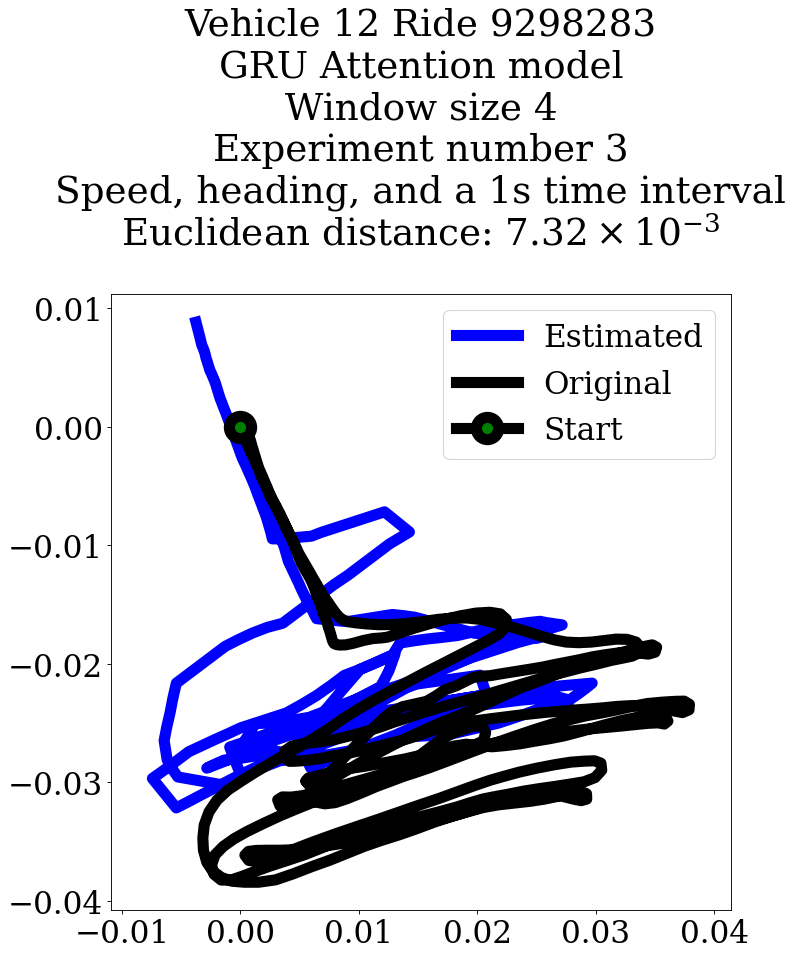 Vehicle 12 Ride 9298283
GRU Attention model
Window size 4
Experiment number 3
Speed, heading, and a 1s time interval
Euclidean distance: 7.32 × 10⁻³
Estimated
Original
Start
0.01
0.00
−0.01
−0.02
−0.03
−0.04
−0.01 0.00 0.01 0.02 0.03 0.04